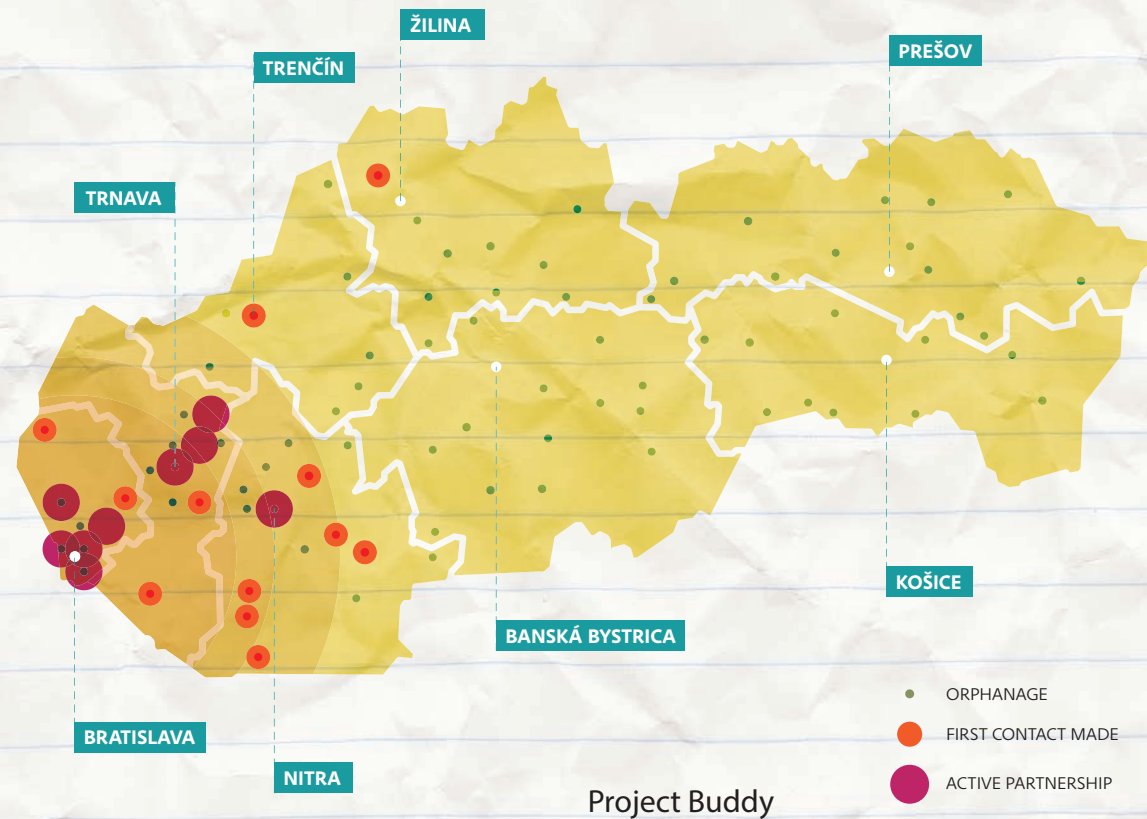 ŽILINA
PREŠOV
TRENČÍN
TRNAVA
KOŠICE
BANSKÁ BYSTRICA
BRATISLAVA
NITRA
ORPHANAGE
FIRST CONTACT MADE
ACTIVE PARTNERSHIP
Project Buddy